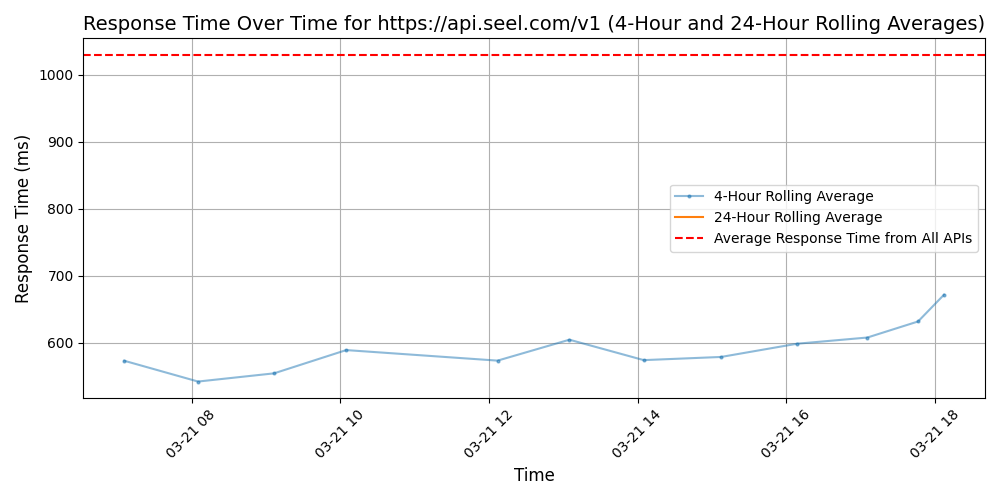 Response Time Over Time for https://api.seel.com/v1 (4-Hour and 24-Hour Rolling Averages)
Response Time (ms)
1000
900
800
700
600
4-Hour Rolling Average
24-Hour Rolling Average
Average Response Time from All APIs
03-21 08
03-21 10
03-21 12
03-21 14
03-21 16
03-21 18
Time